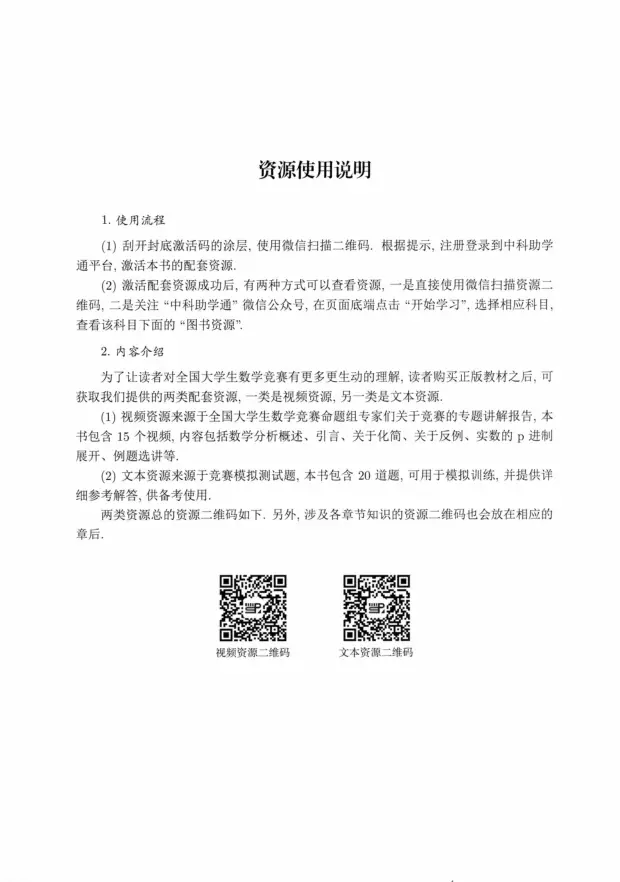 资源使用说明
1. 使用流程
(1) 刮开封底激活码的涂层, 使用微信扫描二维码. 根据提示, 注册登录到中科助学
通平台, 激活本书的配套资源.
(2) 激活配套资源成功后, 有两种方式可以查看资源, 一是直接使用微信扫描资源二
维码, 二是关注 “中科助学通” 微信公众号, 在页面底端点击 “开始学习”, 选择相应科目,
查看该科目下面的 “图书资源”.
2. 内容介绍
为了让读者对全国大学生数学竞赛有更多更生动的理解, 读者购买正版教材之后, 可
获取我们提供的两类配套资源, 一类是视频资源, 另一类是文本资源.
(1) 视频资源来源于全国大学生数学竞赛命题组专家们关于竞赛的专题讲解报告, 本
书包含 15 个视频, 内容包括数学分析概述、引言、关于化简、关于反例、实数的 p 进制
展开、例题选讲等.
(2) 文本资源来源于竞赛模拟测试题, 本书包含 20 道题, 可用于模拟训练, 并提供详
细参考解答, 供备考使用.
两类资源总的资源二维码如下. 另外, 涉及各章节知识的资源二维码也会放在相应的
章后.
视频资源二维码
文本资源二维码